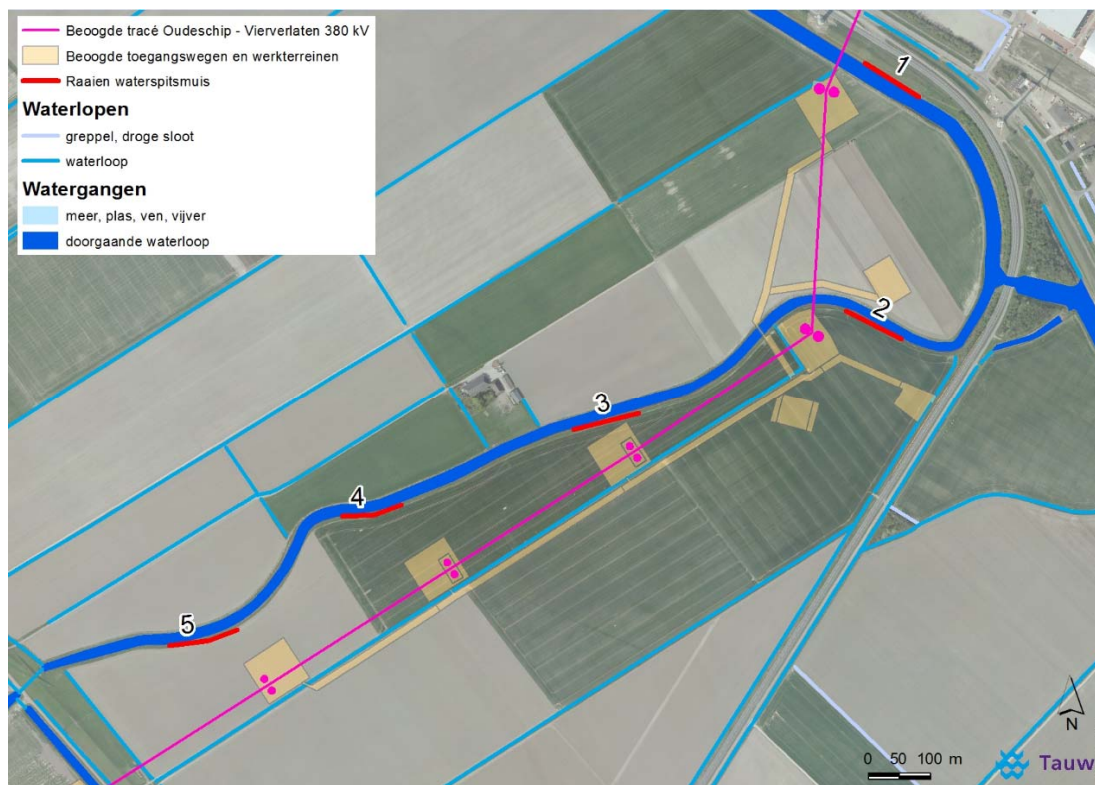 Beoogde tracé Oudeschip - Vierverlaten 380 kV
Beoogde toegangswegen en werkterreinen
Raaien waterspitsmuis
Waterlopen
greppel, droge sloot
waterloop
Watergangen
meer, plas, ven, vijver
doorgaande waterloop
1
2
3
4
5
N
0 50 100 m
Tauw